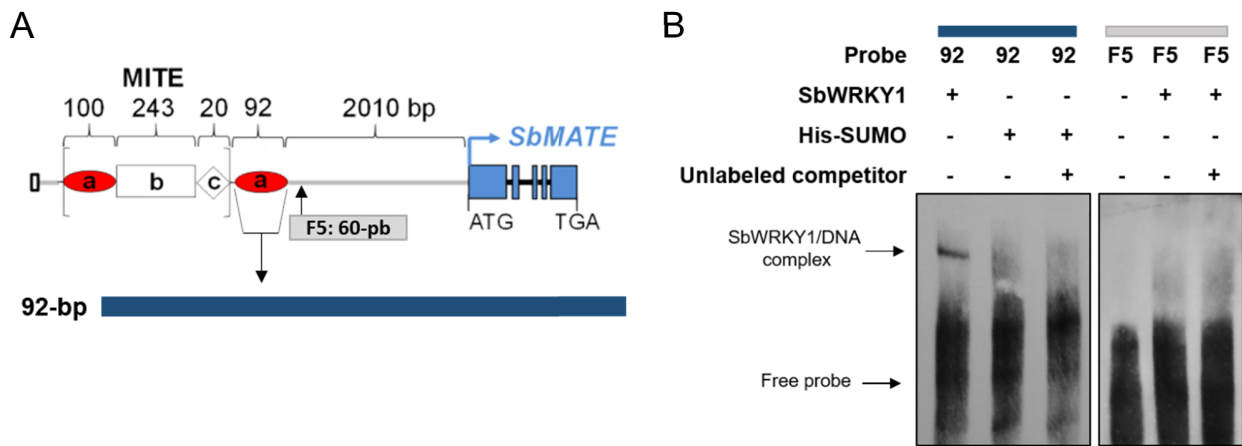 A
MITE
100 243 20 92 2010 bp
SbMATE
a b c a
F5: 60-pb
ATG TGA
92-bp
B
Probe 92 92 92 F5 F5 F5
SbWRKY1 + - - - + +
His-SUMO - + + - - -
Unlabeled competitor - - + - - +
SbWRKY1/DNA
complex
Free probe